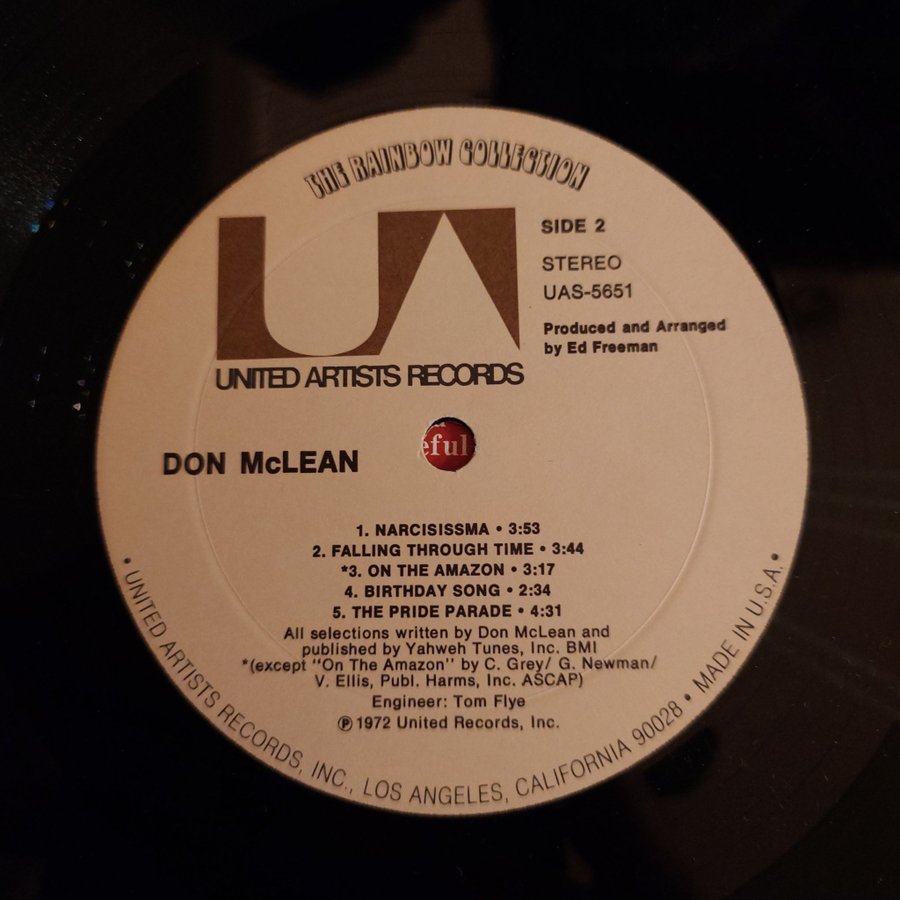 THE RAINBOW COLLECTION
UA
UNITED ARTISTS RECORDS
SIDE 2
STEREO
UAS-5651
Produced and Arranged
by Ed Freeman
eful
DON McLEAN
1. NARCISISSMA • 3:53
2. FALLING THROUGH TIME • 3:44
*3. ON THE AMAZON • 3:17
4. BIRTHDAY SONG • 2:34
5. THE PRIDE PARADE • 4:31
All selections written by Don McLean and
published by Yahweh Tunes, Inc. BMI
*(except "On The Amazon" by C. Grey/ G. Newman/
V. Ellis, Publ. Harms, Inc. ASCAP)
Engineer: Tom Flye
℗ 1972 United Records, Inc.
• UNITED ARTISTS RECORDS, INC., LOS ANGELES, CALIFORNIA 90028 • MADE IN U.S.A. •